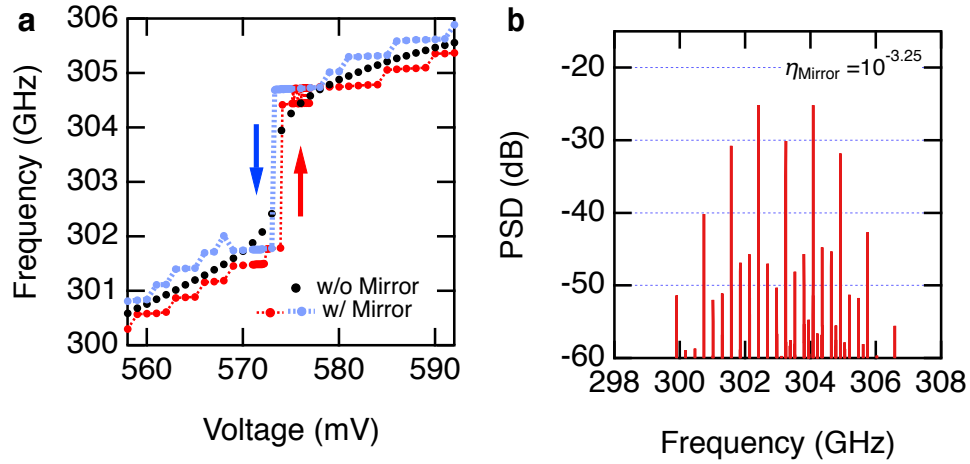 a
306
305
304
303
302
301
300
Frequency (GHz)
w/o Mirror
w/ Mirror
560
570
580
590
Voltage (mV)
b
-20
-30
-40
-50
-60
PSD (dB)
ηMirror =10^-3.25
298
300
302
304
306
308
Frequency (GHz)